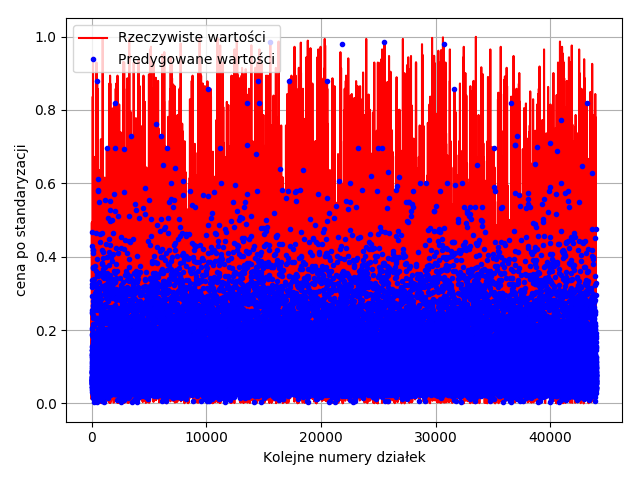 Rzeczywiste wartości
Predygowane wartości
cena po standaryzacji
1.0
0.8
0.6
0.4
0.2
0.0
0 10000 20000 30000 40000
Kolejne numery działek